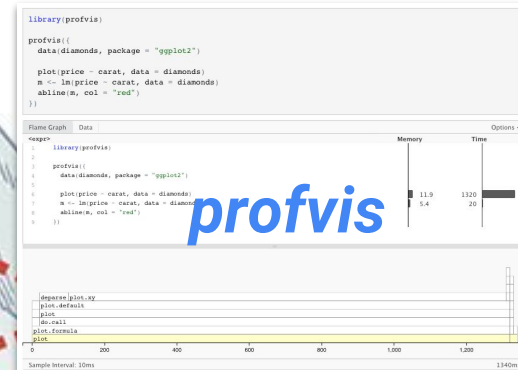 library(profvis)
profvis({
data(diamonds, package = "ggplot2")
plot(price ~ carat, data = diamonds)
m <- lm(price ~ carat, data = diamonds)
abline(m, col = "red")
})
Flame Graph Data Options
<expr> Memory Time
1 library(profvis)
2
3 profvis({
4 data(diamonds, package = "ggplot2")
5
6 plot(price ~ carat, data = diamonds) 11.9 1320
7 m <- lm(price ~ carat, data = 5.4 20
8 abline(m, col = "red")
9 })
profvis
deparse plot.xy
plot.default
plot
do.call
plot.formula
plot
0 200 400 600 800 1,000 1,200
Sample Interval: 10ms 1340ms